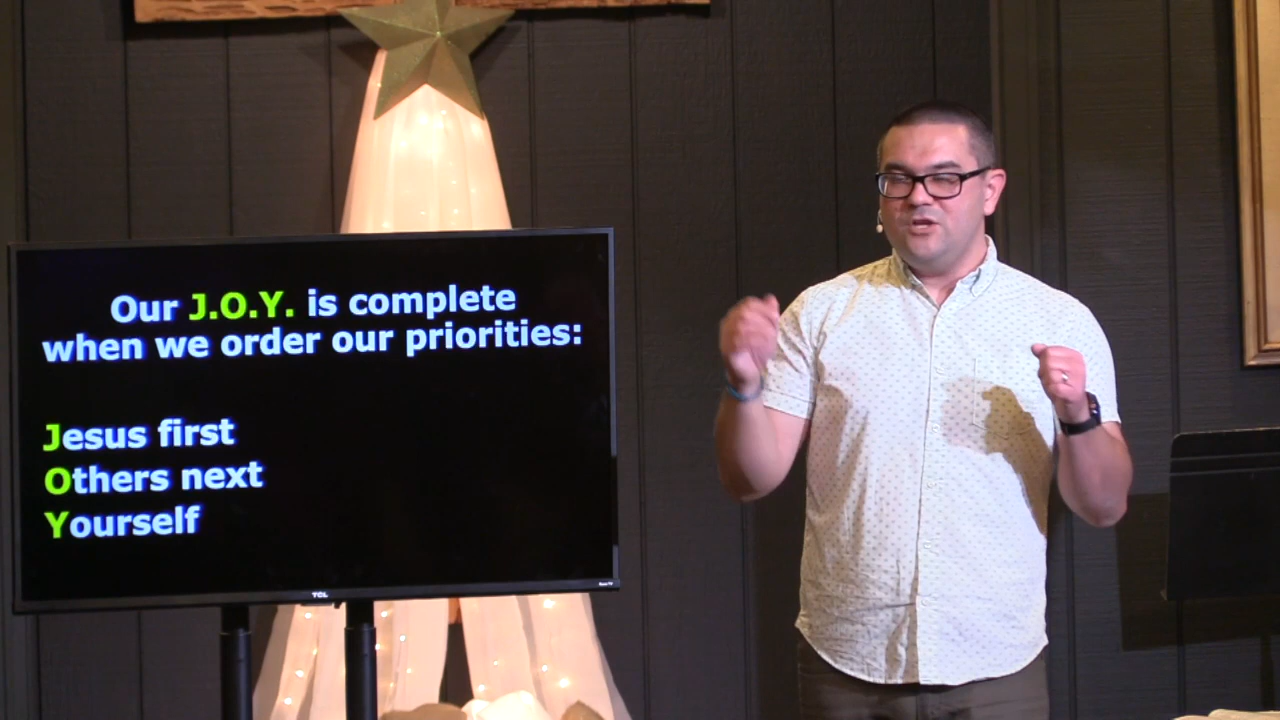 Our J.O.Y. is complete
when we order our priorities:
Jesus first
Others next
Yourself
TCL